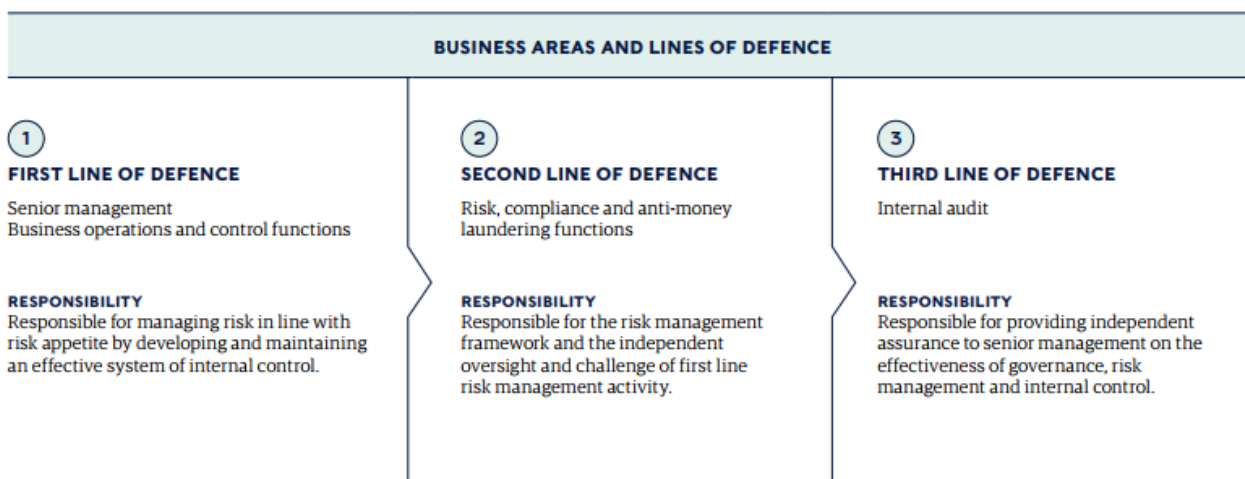 BUSINESS AREAS AND LINES OF DEFENCE
1
FIRST LINE OF DEFENCE
Senior management
Business operations and control functions
RESPONSIBILITY
Responsible for managing risk in line with
risk appetite by developing and maintaining
an effective system of internal control.
2
SECOND LINE OF DEFENCE
Risk, compliance and anti-money
laundering functions
RESPONSIBILITY
Responsible for the risk management
framework and the independent
oversight and challenge of first line
risk management activity.
3
THIRD LINE OF DEFENCE
Internal audit
RESPONSIBILITY
Responsible for providing independent
assurance to senior management on the
effectiveness of governance, risk
management and internal control.